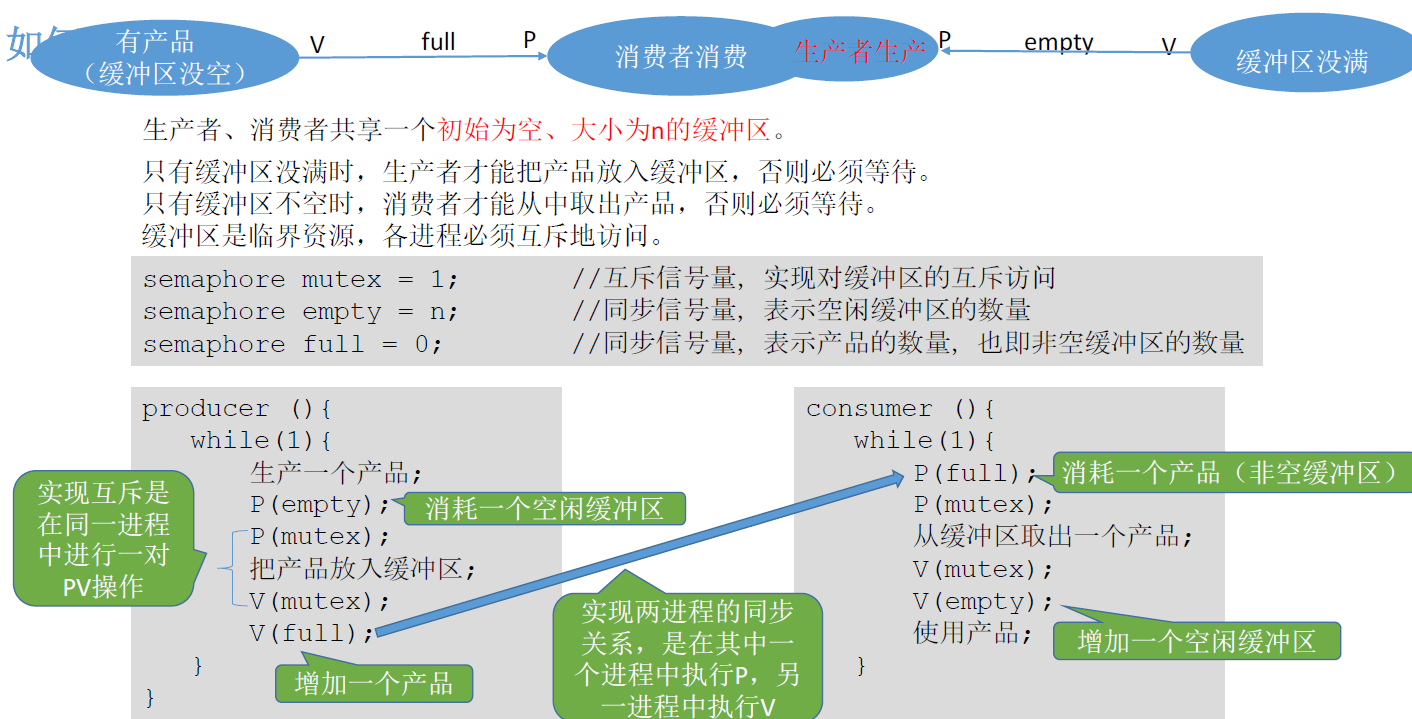 如何
有产品
（缓冲区没空）
V full P
消费者消费
生产者生产
P empty V
缓冲区没满
生产者、消费者共享一个初始为空、大小为n的缓冲区。
只有缓冲区没满时，生产者才能把产品放入缓冲区，否则必须等待。
只有缓冲区不空时，消费者才能从中取出产品，否则必须等待。
缓冲区是临界资源，各进程必须互斥地访问。
semaphore mutex = 1; //互斥信号量, 实现对缓冲区的互斥访问
semaphore empty = n; //同步信号量, 表示空闲缓冲区的数量
semaphore full = 0; //同步信号量, 表示产品的数量, 也即非空缓冲区的数量
producer (){
while(1){
生产一个产品;
P(empty);
P(mutex);
把产品放入缓冲区;
V(mutex);
V(full);
}
}
实现互斥是
在同一进程
中进行一对
PV操作
消耗一个空闲缓冲区
增加一个产品
实现两进程的同步
关系，是在其中一
个进程中执行P，另
一进程中执行V
consumer (){
while(1){
P(full);
P(mutex);
从缓冲区取出一个产品;
V(mutex);
V(empty);
使用产品;
}
消耗一个产品（非空缓冲区）
增加一个空闲缓冲区